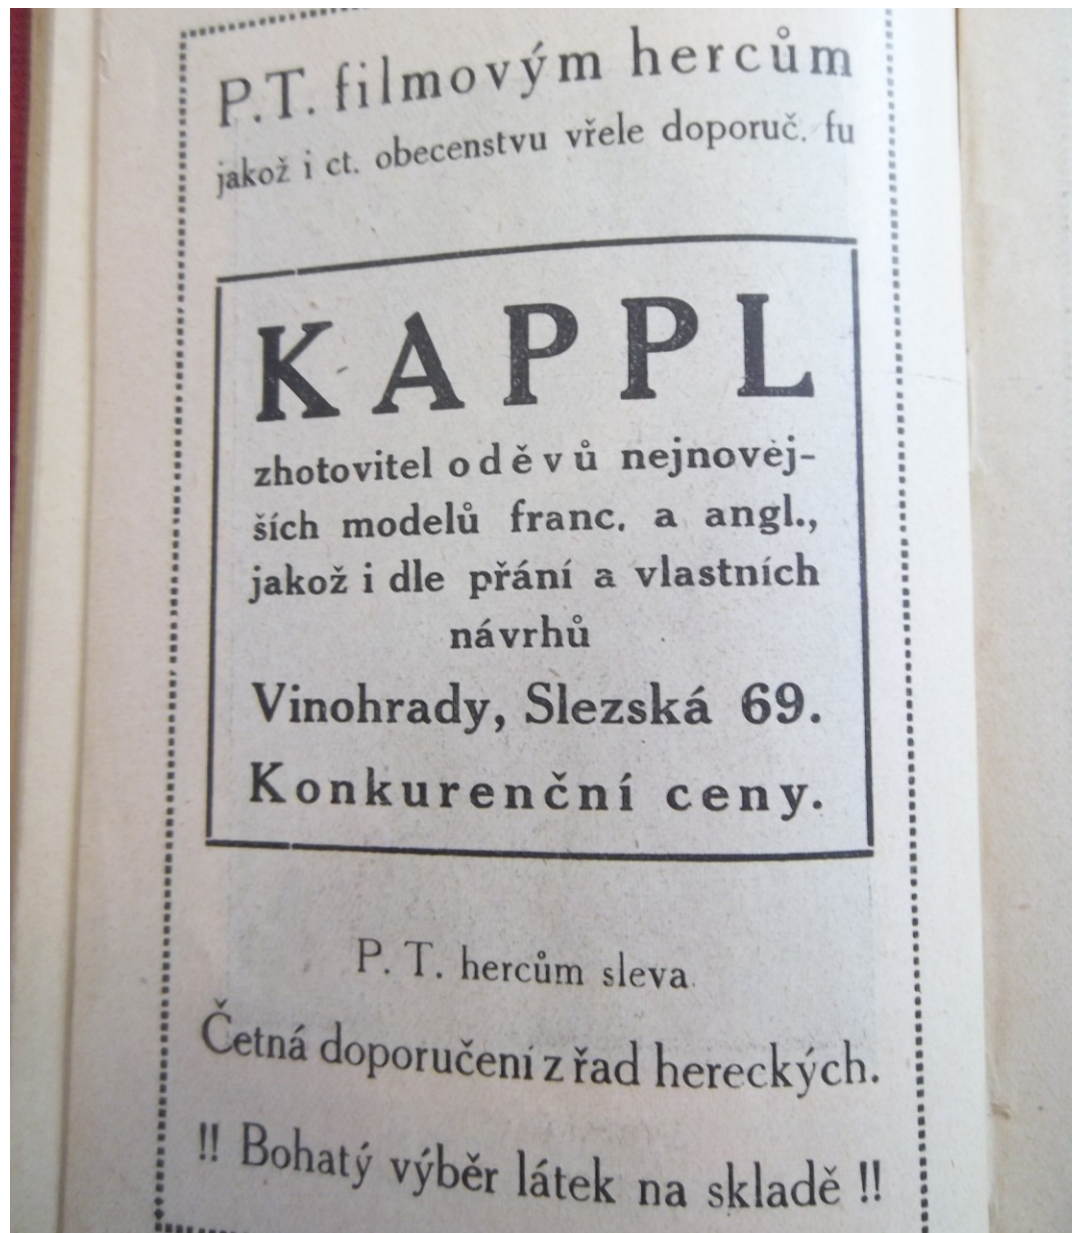 P.T. filmovým hercům
jakož i ct. obecenstvu vřele doporuč. fu
KAPPL
zhotovitel oděvů nejnověj-
ších modelů franc. a angl.,
jakož i dle přání a vlastních
návrhů
Vinohrady, Slezská 69.
Konkurenční ceny.
P. T. hercům sleva.
Četná doporučení z řad hereckých.
!! Bohatý výběr látek na skladě !!